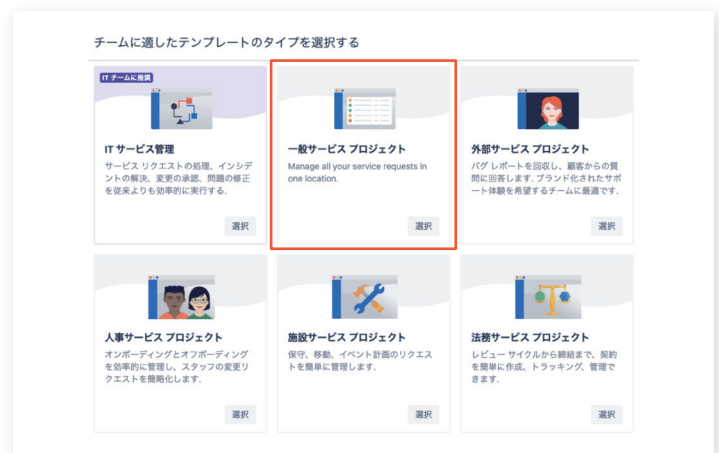 チームに適したテンプレートのタイプを選択する
IT チームに推奨
IT サービス管理
サービス リクエストの処理、インシデ
ントの解決、変更の承認、問題の修正
を従来よりも効率的に実行する.
選択
一般サービス プロジェクト
Manage all your service requests in
one location.
選択
外部サービス プロジェクト
バグ レポートを回収し、顧客からの質
問に回答します. ブランド化されたサポ
ート体験を希望するチームに最適です.
選択
人事サービス プロジェクト
オンボーディングとオフボーディング
を効率的に管理し、スタッフの変更リ
クエストを簡略化します.
選択
施設サービス プロジェクト
保守、移動、イベント計画のリクエス
トを簡単に管理します.
選択
法務サービス プロジェクト
レビュー サイクルから締結まで、契約
を簡単に作成、トラッキング、管理で
きます.
選択